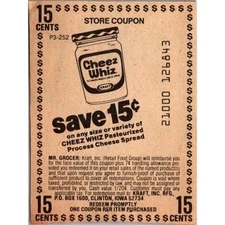 15 CENTS
STORE COUPON
15 CENTS
P3-252
Cheez
Whiz
KRAFT
21000 126943
save 15¢
on any size or variety of
CHEEZ WHIZ Pasteurized
Process Cheese Spread
MR. GROCER: Kraft, Inc. (Retail Food Group) will reimburse you
for the face value of this coupon plus 7¢ handling allowance
provided you
redeemed it on your retail sales of the named product(s) and
that
upon request you agree to furnish proof of purchase of
sufficient product to cover all redemptions. Coupon is void where
taxed, prohibited, or restricted by law, and may not be assigned or
transferred by you. Cash value 1/20¢. Customer must pay any
applicable tax. For redemption, mail to KRAFT, INC. RFG,
P.O. BOX 1600, CLINTON, IOWA 52734
REDEEM PROMPTLY
ONE COUPON PER ITEM PURCHASED
15 CENTS
15 CENTS